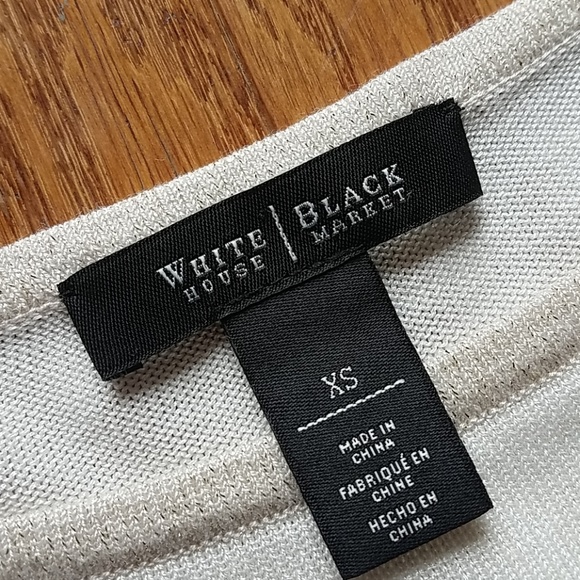 WHITE | BLACK
HOUSE | MARKET
XS
MADE IN
CHINA
FABRIQUÉ EN
CHINE
HECHO EN
CHINA